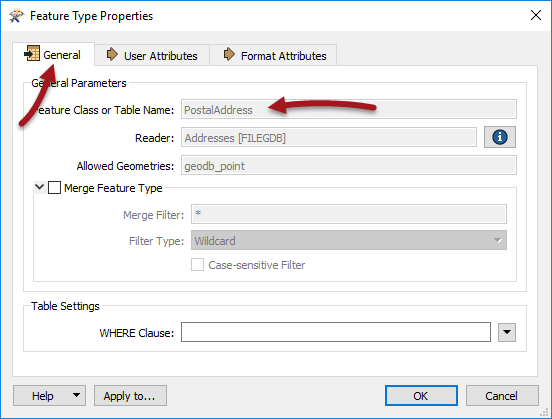 Feature Type Properties
General User Attributes Format Attributes
General Parameters
Feature Class or Table Name: PostalAddress
Reader: Addresses [FILEGDB]
Allowed Geometries: geodb_point
Merge Feature Type
Merge Filter: *
Filter Type: Wildcard
Case-sensitive Filter
Table Settings
WHERE Clause:
Help Apply to... OK Cancel